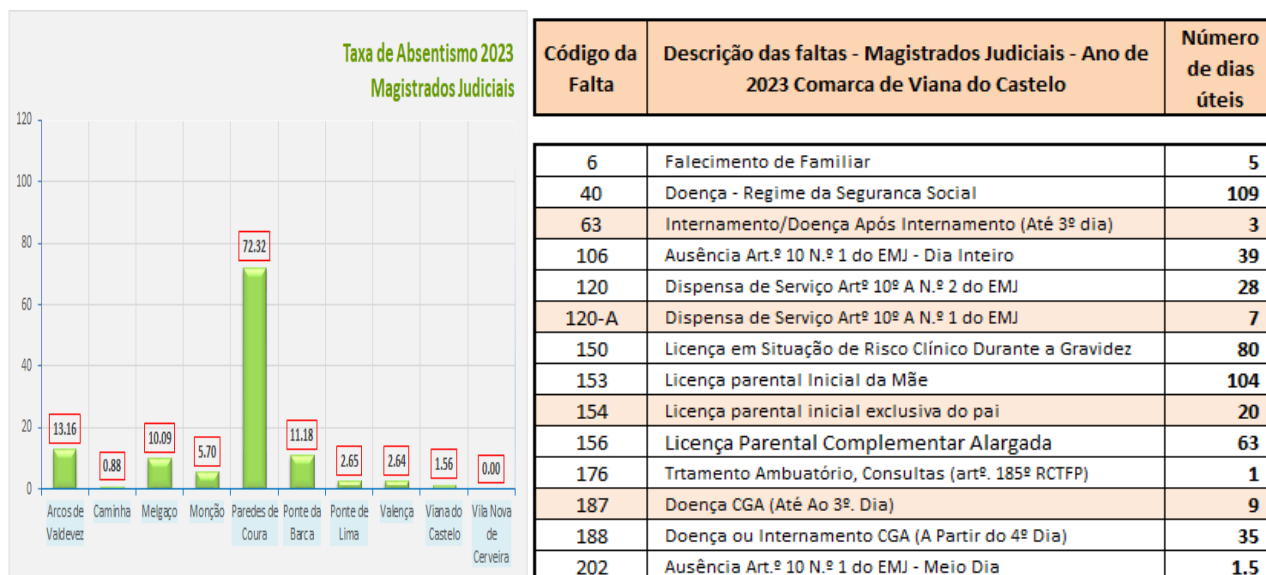 Taxa de Absentismo 2023
Magistrados Judiciais
120
100
80
60
40
20
0
13.16
0.88
10.09
5.70
72.32
11.18
2.65
2.64
1.56
0.00
Arcos de Valdevez
Caminha
Melgaço
Monção
Paredes de Coura
Ponte da Barca
Ponte de Lima
Valença
Viana do Castelo
Vila Nova de Cerveira
Código da Falta
Descrição das faltas - Magistrados Judiciais - Ano de 2023 Comarca de Viana do Castelo
Número de dias úteis
6 Falecimento de Familiar 5
40 Doença - Regime da Seguranca Social 109
63 Internamento/Doença Após Internamento (Até 3º dia) 3
106 Ausência Art.º 10 N.º 1 do EMJ - Dia Inteiro 39
120 Dispensa de Serviço Artº 10º A N.º 2 do EMJ 28
120-A Dispensa de Serviço Artº 10º A N.º 1 do EMJ 7
150 Licença em Situação de Risco Clínico Durante a Gravidez 80
153 Licença parental Inicial da Mãe 104
154 Licença parental inicial exclusiva do pai 20
156 Licença Parental Complementar Alargada 63
176 Trtamento Ambuatório, Consultas (artº. 185º RCTFP) 1
187 Doença CGA (Até Ao 3º. Dia) 9
188 Doença ou Internamento CGA (A Partir do 4º Dia) 35
202 Ausência Art.º 10 N.º 1 do EMJ - Meio Dia 1.5